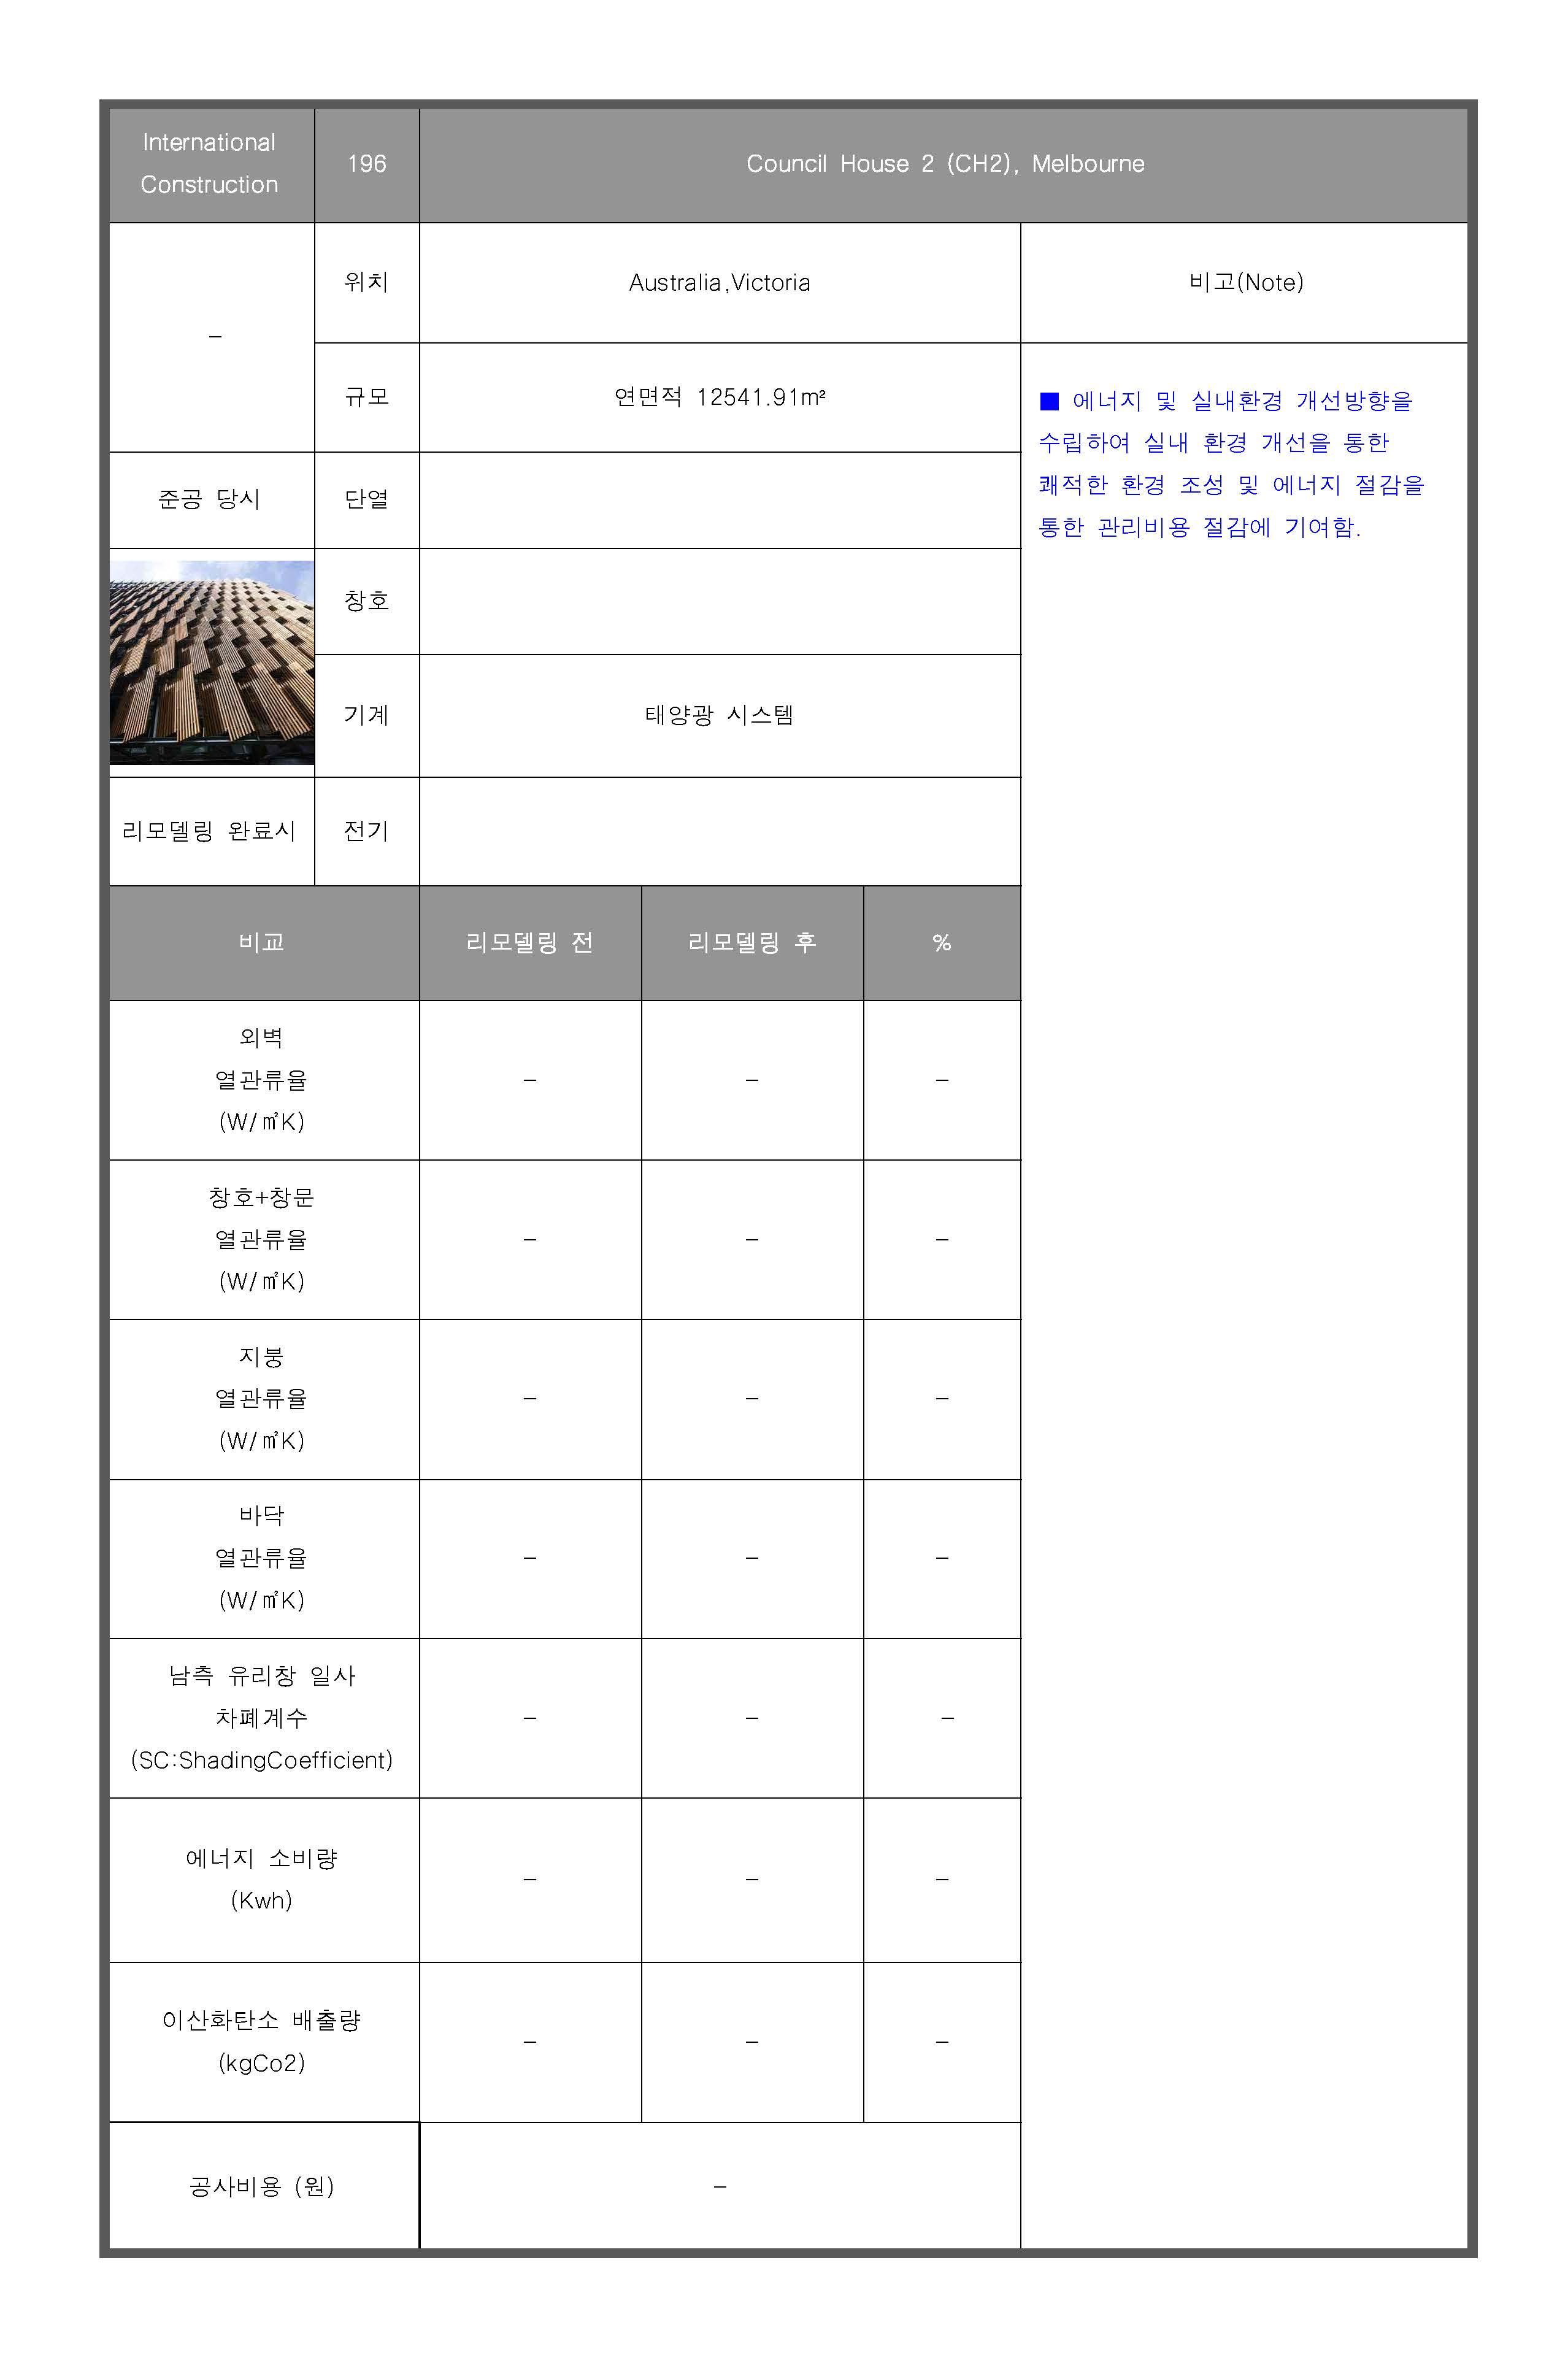 International
Construction
196
Council House 2 (CH2), Melbourne
-
위치
Australia,Victoria
비고(Note)
규모
연면적 12541.91m²
■ 에너지 및 실내환경 개선방향을
수립하여 실내 환경 개선을 통한
쾌적한 환경 조성 및 에너지 절감을
통한 관리비용 절감에 기여함.
준공 당시
단열
창호
기계
태양광 시스템
리모델링 완료시
전기
비교
리모델링 전
리모델링 후
%
외벽
열관류율
(W/㎡K)
-
-
-
창호+창문
열관류율
(W/㎡K)
-
-
-
지붕
열관류율
(W/㎡K)
-
-
-
바닥
열관류율
(W/㎡K)
-
-
-
남측 유리창 일사
차폐계수
(SC:ShadingCoefficient)
-
-
-
에너지 소비량
(Kwh)
-
-
-
이산화탄소 배출량
(kgCo2)
-
-
-
공사비용 (원)
-